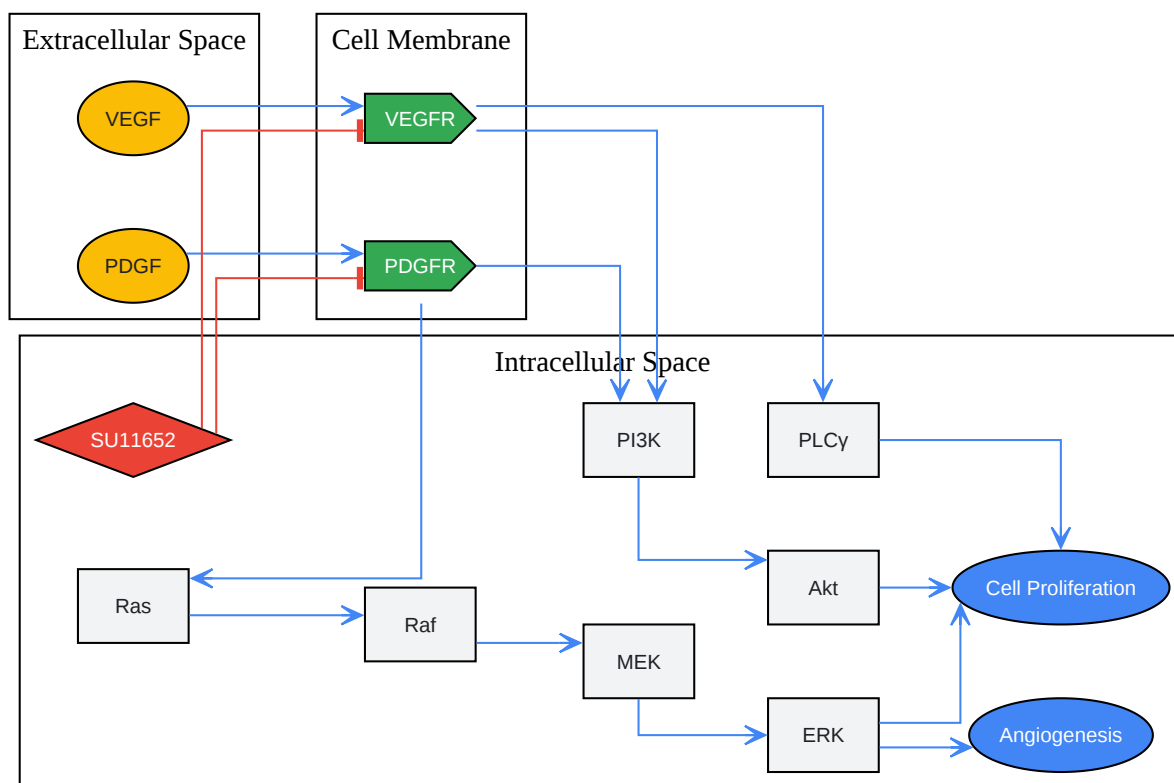 Extracellular Space
Cell Membrane
VEGF
VEGFR
PDGF
PDGFR
Intracellular Space
SU11652
PI3K
PLCγ
Ras
Raf
Akt
Cell Proliferation
MEK
ERK
Angiogenesis